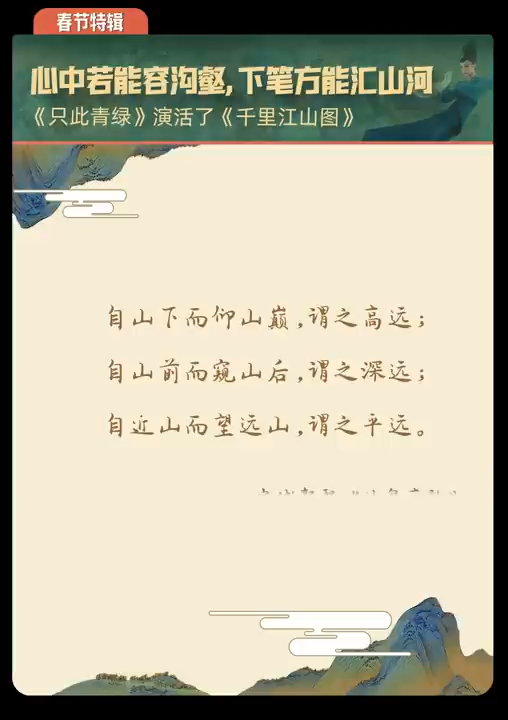 春节特辑
心中若能容沟壑,下笔方能汇山河
《只此青绿》演活了《千里江山图》
自山下而仰山巅,谓之高远;
自山前而窥山后,谓之深远;
自近山而望远山,谓之平远。